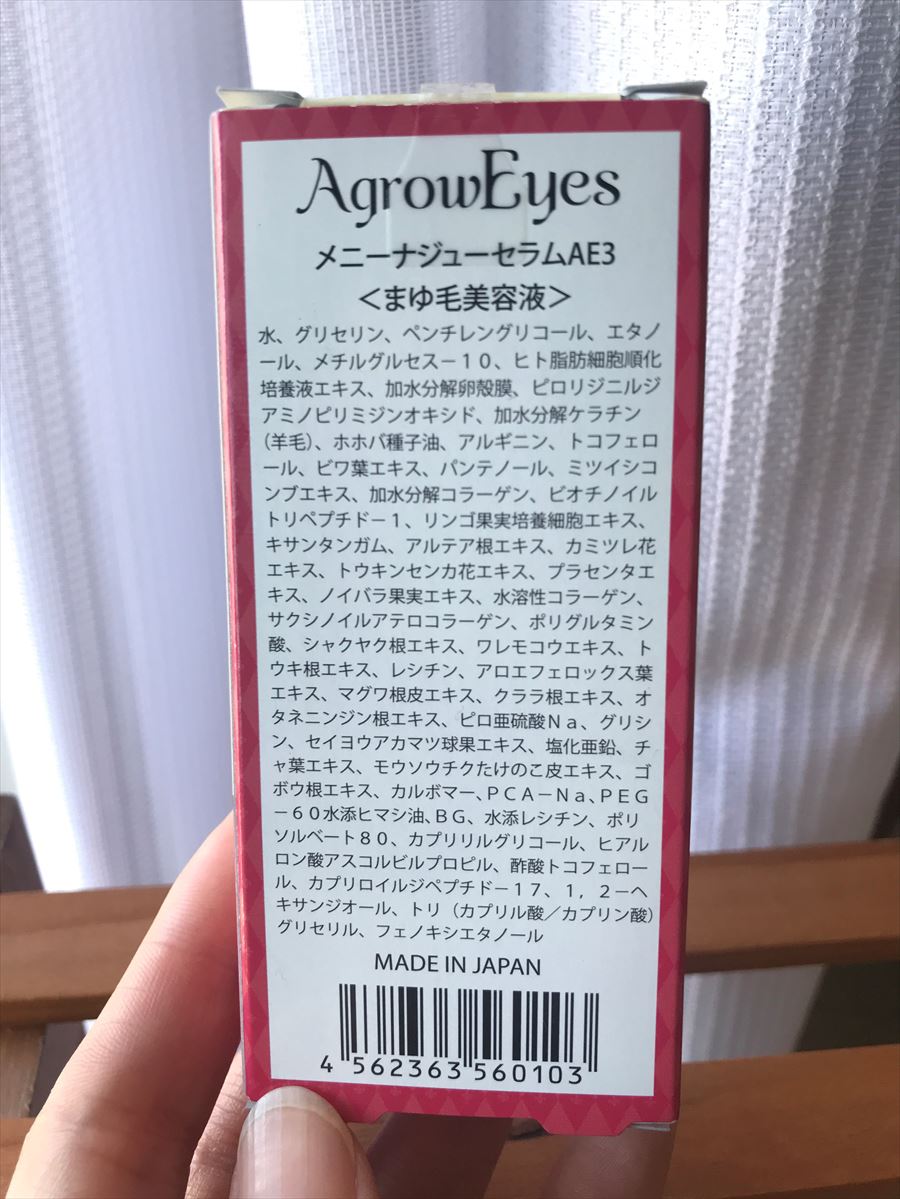 AgrowEyes
メニーナジューセラムAE3
＜まゆ毛美容液＞
水、グリセリン、ペンチレングリコール、エタノ
ール、メチルグルセス－１０、ヒト脂肪細胞順化
培養液エキス、加水分解卵殻膜、ピロリジニルジ
アミノピリミジンオキシド、加水分解ケラチン
（羊毛）、ホホバ種子油、アルギニン、トコフェロ
ール、ビワ葉エキス、パンテノール、ミツイシコ
ンブエキス、加水分解コラーゲン、ビオチノイル
トリペプチド－１、リンゴ果実培養細胞エキス、
キサンタンガム、アルテア根エキス、カミツレ花
エキス、トウキンセンカ花エキス、プラセンタエ
キス、ノイバラ果実エキス、水溶性コラーゲン、
サクシノイルアテロコラーゲン、ポリグルタミン
酸、シャクヤク根エキス、ワレモコウエキス、ト
ウキ根エキス、レシチン、アロエフェロックス葉
エキス、マグワ根皮エキス、クララ根エキス、オ
タネニンジン根エキス、ピロ亜硫酸Ｎａ、グリシ
ン、セイヨウアカマツ球果エキス、塩化亜鉛、チ
ャ葉エキス、モウソウチクたけのこ皮エキス、ゴ
ボウ根エキス、カルボマー、ＰＣＡ－Ｎａ、ＰＥＧ
－６０水添ヒマシ油、ＢＧ、水添レシチン、ポリ
ソルベート８０、カプリリルグリコール、ヒアル
ロン酸アスコルビルプロピル、酢酸トコフェロー
ル、カプロイルジペプチド－１７、１，２－ヘ
キサンジオール、トリ（カプリル酸／カプリン酸）
グリセリル、フェノキシエタノール
MADE IN JAPAN
4 562363 560103